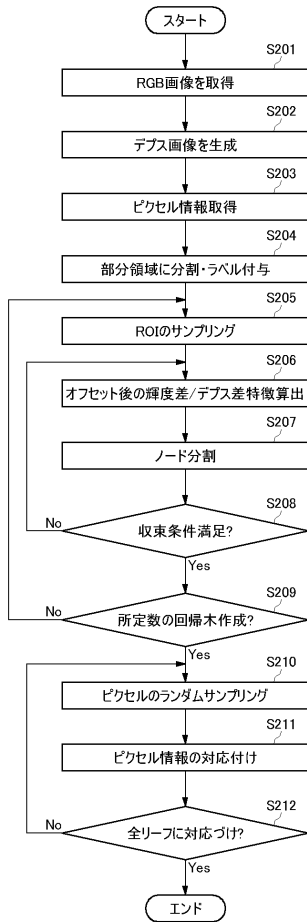 スタート
S201
RGB画像を取得
S202
デプス画像を生成
S203
ピクセル情報取得
S204
部分領域に分割・ラベル付与
S205
ROIのサンプリング
S206
オフセット後の輝度差/デプス差特徴算出
S207
ノード分割
S208
No
収束条件満足?
Yes
S209
No
所定数の回帰木作成?
Yes
S210
ピクセルのランダムサンプリング
S211
ピクセル情報の対応付け
S212
No
全リーフに対応づけ?
Yes
エンド